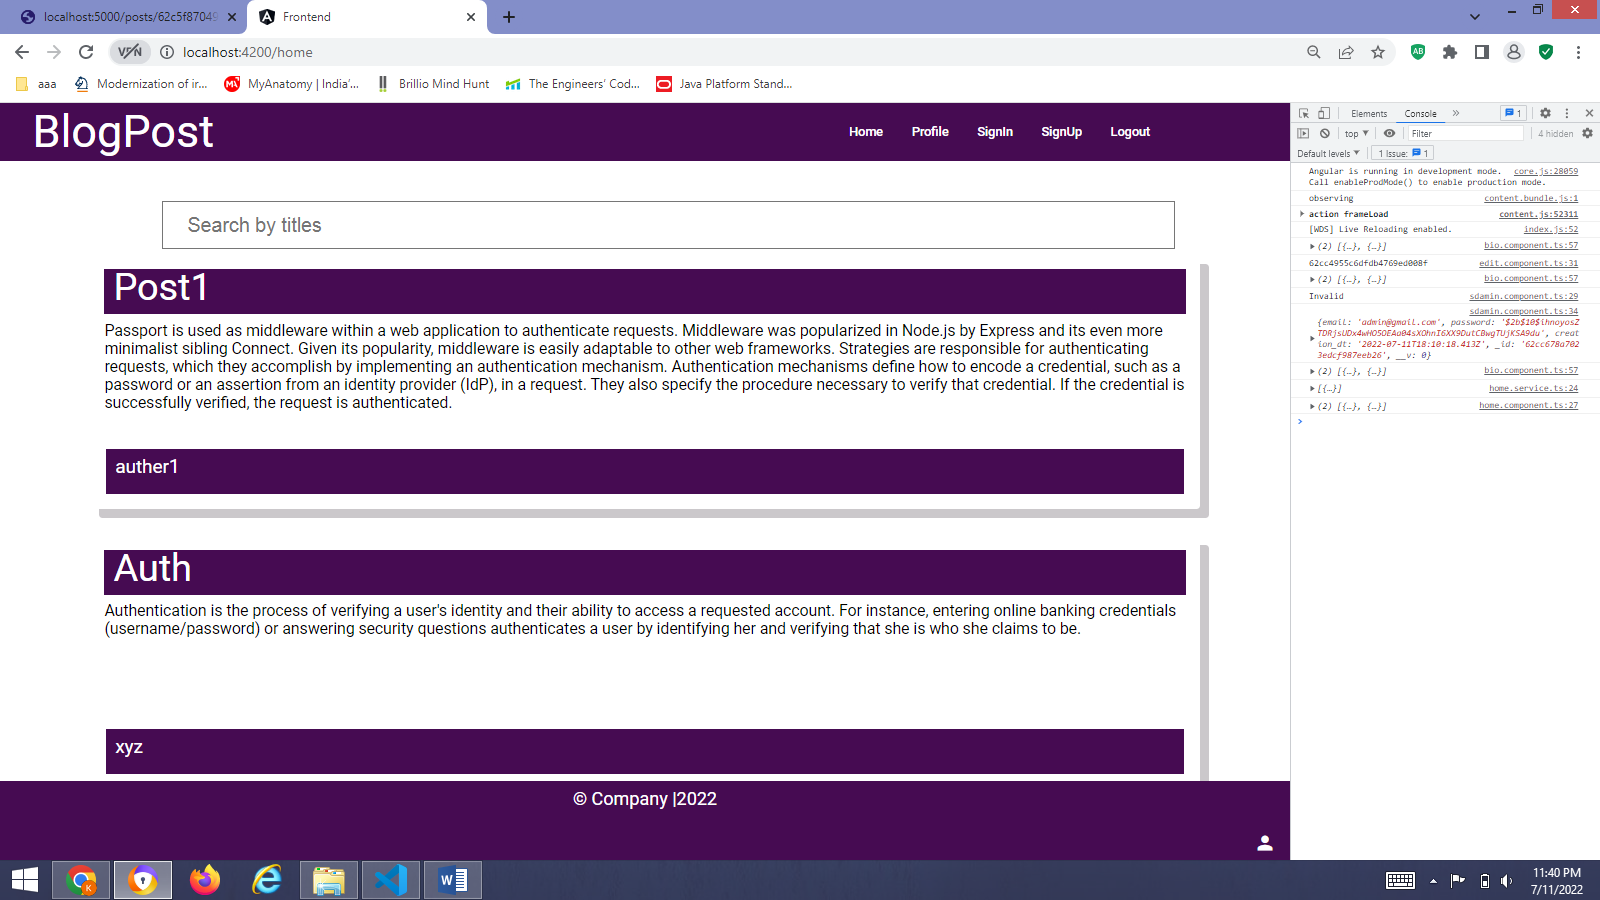 localhost:5000/posts/62c5f87049
Frontend
VPN
localhost:4200/home
aaa
Modernization of ir...
MyAnatomy | India'...
Brillio Mind Hunt
The Engineers' Cod...
Java Platform Stand...
BlogPost
Home
Profile
SignIn
SignUp
Logout
Search by titles
Post1
Passport is used as middleware within a web application to authenticate requests. Middleware was popularized in Node.js by Express and its even more
minimalist sibling Connect. Given its popularity, middleware is easily adaptable to other web frameworks. Strategies are responsible for authenticating
requests, which they accomplish by implementing an authentication mechanism. Authentication mechanisms define how to encode a credential, such as a
password or an assertion from an identity provider (IdP), in a request. They also specify the procedure necessary to verify that credential. If the credential is
successfully verified, the request is authenticated.
auther1
Auth
Authentication is the process of verifying a user's identity and their ability to access a requested account. For instance, entering online banking credentials
(username/password) or answering security questions authenticates a user by identifying her and verifying that she is who she claims to be.
xyz
© Company |2022
Elements
Console
1
top
Filter
4 hidden
Default levels
1 Issue: 1
Angular is running in development mode. core.js:28059
Call enableProdMode() to enable production mode.
observing content.bundle.js:1
action frameLoad content.js:52311
[WDS] Live Reloading enabled. index.js:52
(2) [{…}, {…}] bio.component.ts:57
62cc4955c6dfdb4769ed008f edit.component.ts:31
(2) [{…}, {…}] bio.component.ts:57
Invalid sdamin.component.ts:29
sdamin.component.ts:34
{email: 'admin@gmail.com', password:
ion_dt: '2022-07-11T18:10:18.413Z', _id: '62cc678a702
3edcf987eeb26', __v: 0}
(2) [{…}, {…}] bio.component.ts:57
[{…}] home.service.ts:24
(2) [{…}, {…}] home.component.ts:27
11:40 PM
7/11/2022